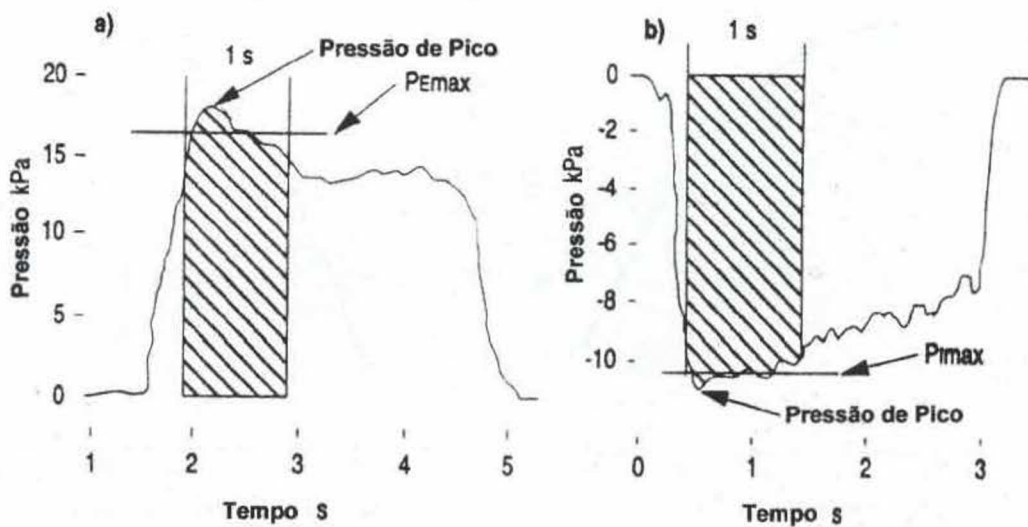 a)
1 s
Pressão de Pico
PEmax
Pressão kPa
20
15
10
5
0
1 2 3 4 5
Tempo S
b)
1 s
Pressão kPa
0
-2
-4
-6
-8
-10
PImax
Pressão de Pico
0 1 2 3
Tempo S